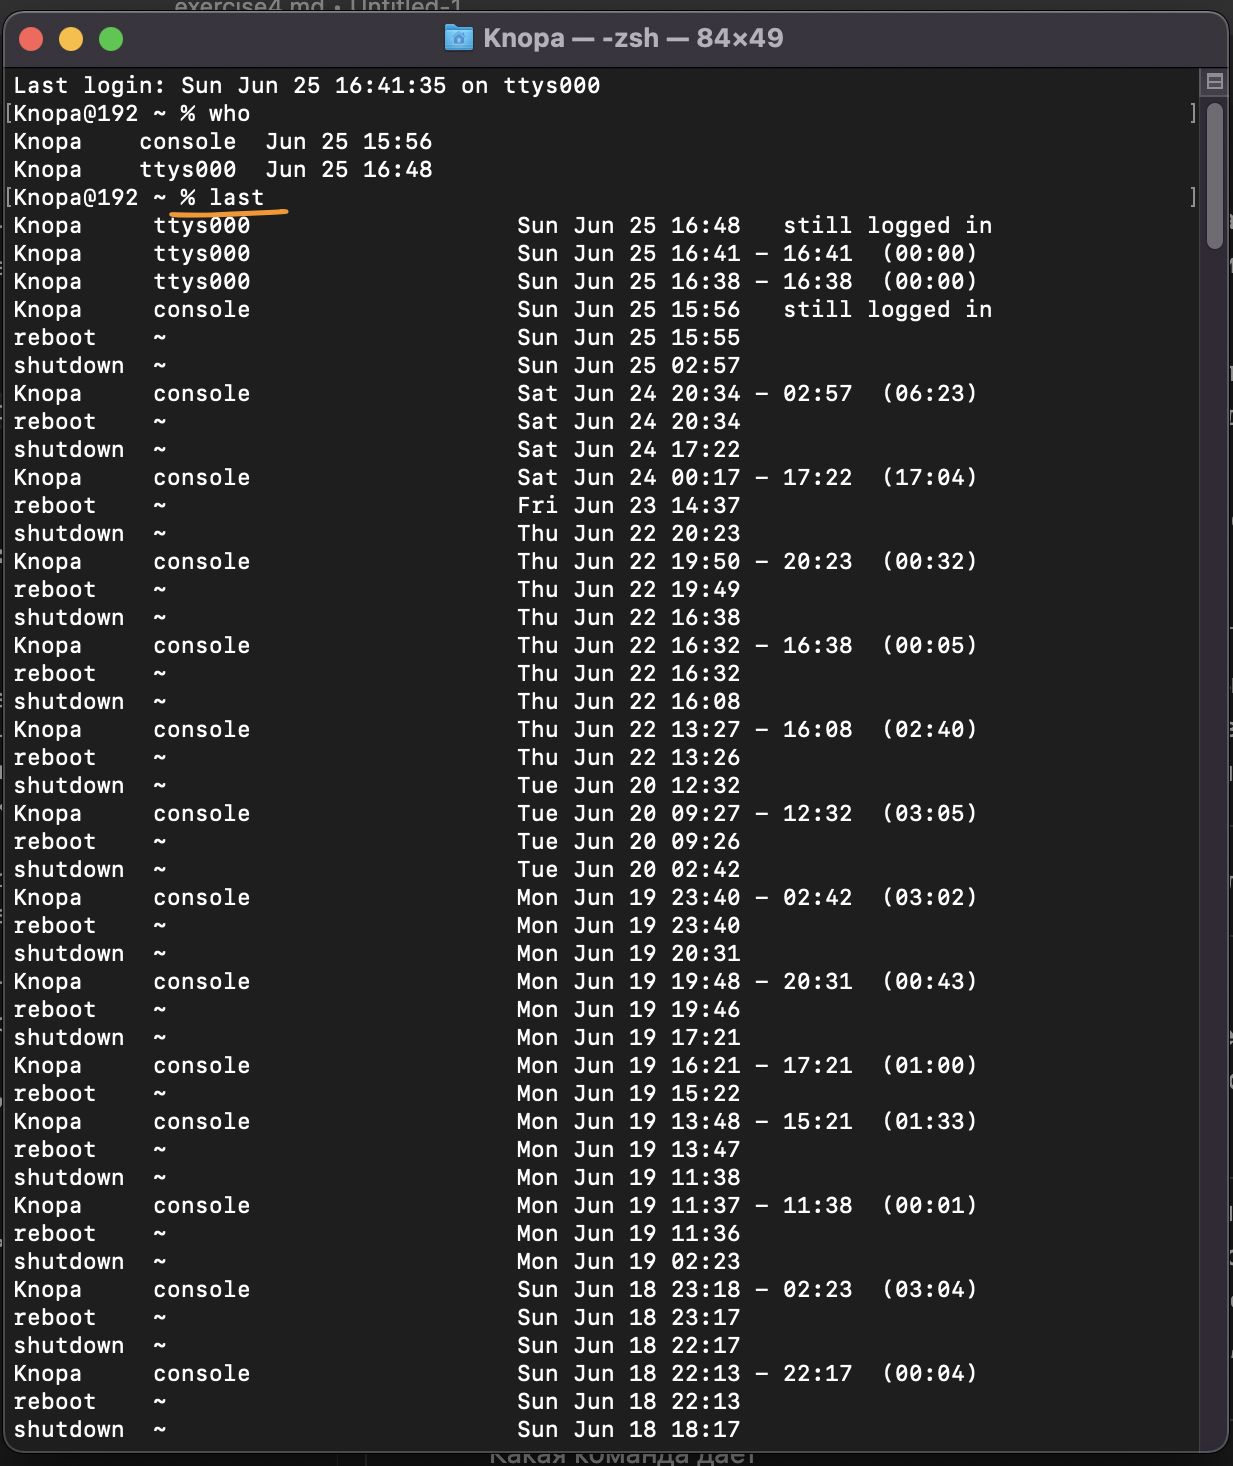 exercise4.md • Untitled-1
Knopa — -zsh — 84×49
Last login: Sun Jun 25 16:41:35 on ttys000
[Knopa@192 ~ % who ]
Knopa    console  Jun 25 15:56
Knopa    ttys000  Jun 25 16:48
[Knopa@192 ~ % last ]
Knopa     ttys000                   Sun Jun 25 16:48   still logged in
Knopa     ttys000                   Sun Jun 25 16:41 - 16:41  (00:00)
Knopa     ttys000                   Sun Jun 25 16:38 - 16:38  (00:00)
Knopa     console                   Sun Jun 25 15:56   still logged in
reboot    ~                         Sun Jun 25 15:55
shutdown  ~                         Sun Jun 25 02:57
Knopa     console                   Sat Jun 24 20:34 - 02:57  (06:23)
reboot    ~                         Sat Jun 24 20:34
shutdown  ~                         Sat Jun 24 17:22
Knopa     console                   Sat Jun 24 00:17 - 17:22  (17:04)
reboot    ~                         Fri Jun 23 14:37
shutdown  ~                         Thu Jun 22 20:23
Knopa     console                   Thu Jun 22 19:50 - 20:23  (00:32)
reboot    ~                         Thu Jun 22 19:49
shutdown  ~                         Thu Jun 22 16:38
Knopa     console                   Thu Jun 22 16:32 - 16:38  (00:05)
reboot    ~                         Thu Jun 22 16:32
shutdown  ~                         Thu Jun 22 16:08
Knopa     console                   Thu Jun 22 13:27 - 16:08  (02:40)
reboot    ~                         Thu Jun 22 13:26
shutdown  ~                         Tue Jun 20 12:32
Knopa     console                   Tue Jun 20 09:27 - 12:32  (03:05)
reboot    ~                         Tue Jun 20 09:26
shutdown  ~                         Tue Jun 20 02:42
Knopa     console                   Mon Jun 19 23:40 - 02:42  (03:02)
reboot    ~                         Mon Jun 19 23:40
shutdown  ~                         Mon Jun 19 20:31
Knopa     console                   Mon Jun 19 19:48 - 20:31  (00:43)
reboot    ~                         Mon Jun 19 19:46
shutdown  ~                         Mon Jun 19 17:21
Knopa     console                   Mon Jun 19 16:21 - 17:21  (01:00)
reboot    ~                         Mon Jun 19 15:22
Knopa     console                   Mon Jun 19 13:48 - 15:21  (01:33)
reboot    ~                         Mon Jun 19 13:47
shutdown  ~                         Mon Jun 19 11:38
Knopa     console                   Mon Jun 19 11:37 - 11:38  (00:01)
reboot    ~                         Mon Jun 19 11:36
shutdown  ~                         Mon Jun 19 02:23
Knopa     console                   Sun Jun 18 23:18 - 02:23  (03:04)
reboot    ~                         Sun Jun 18 23:17
shutdown  ~                         Sun Jun 18 22:17
Knopa     console                   Sun Jun 18 22:13 - 22:17  (00:04)
reboot    ~                         Sun Jun 18 22:13
shutdown  ~                         Sun Jun 18 18:17
Какая команда дает